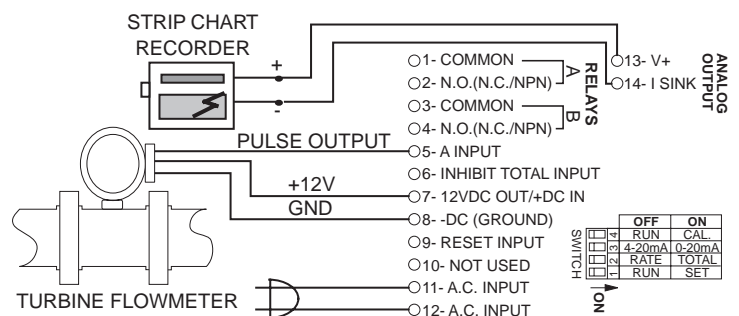 STRIP CHART
RECORDER
+
-
1- COMMON
2- N.O.(N.C./NPN)
A
3- COMMON
4- N.O.(N.C./NPN)
B
RELAYS
13- V+
14- I SINK
ANALOG
OUTPUT
PULSE OUTPUT
5- A INPUT
6- INHIBIT TOTAL INPUT
+12V
7- 12VDC OUT/+DC IN
GND
8- -DC (GROUND)
9- RESET INPUT
10- NOT USED
11- A.C. INPUT
12- A.C. INPUT
TURBINE FLOWMETER
SWITCH
OFF ON
4 RUN CAL.
3 4-20mA 0-20mA
2 RATE TOTAL
1 RUN SET
ON